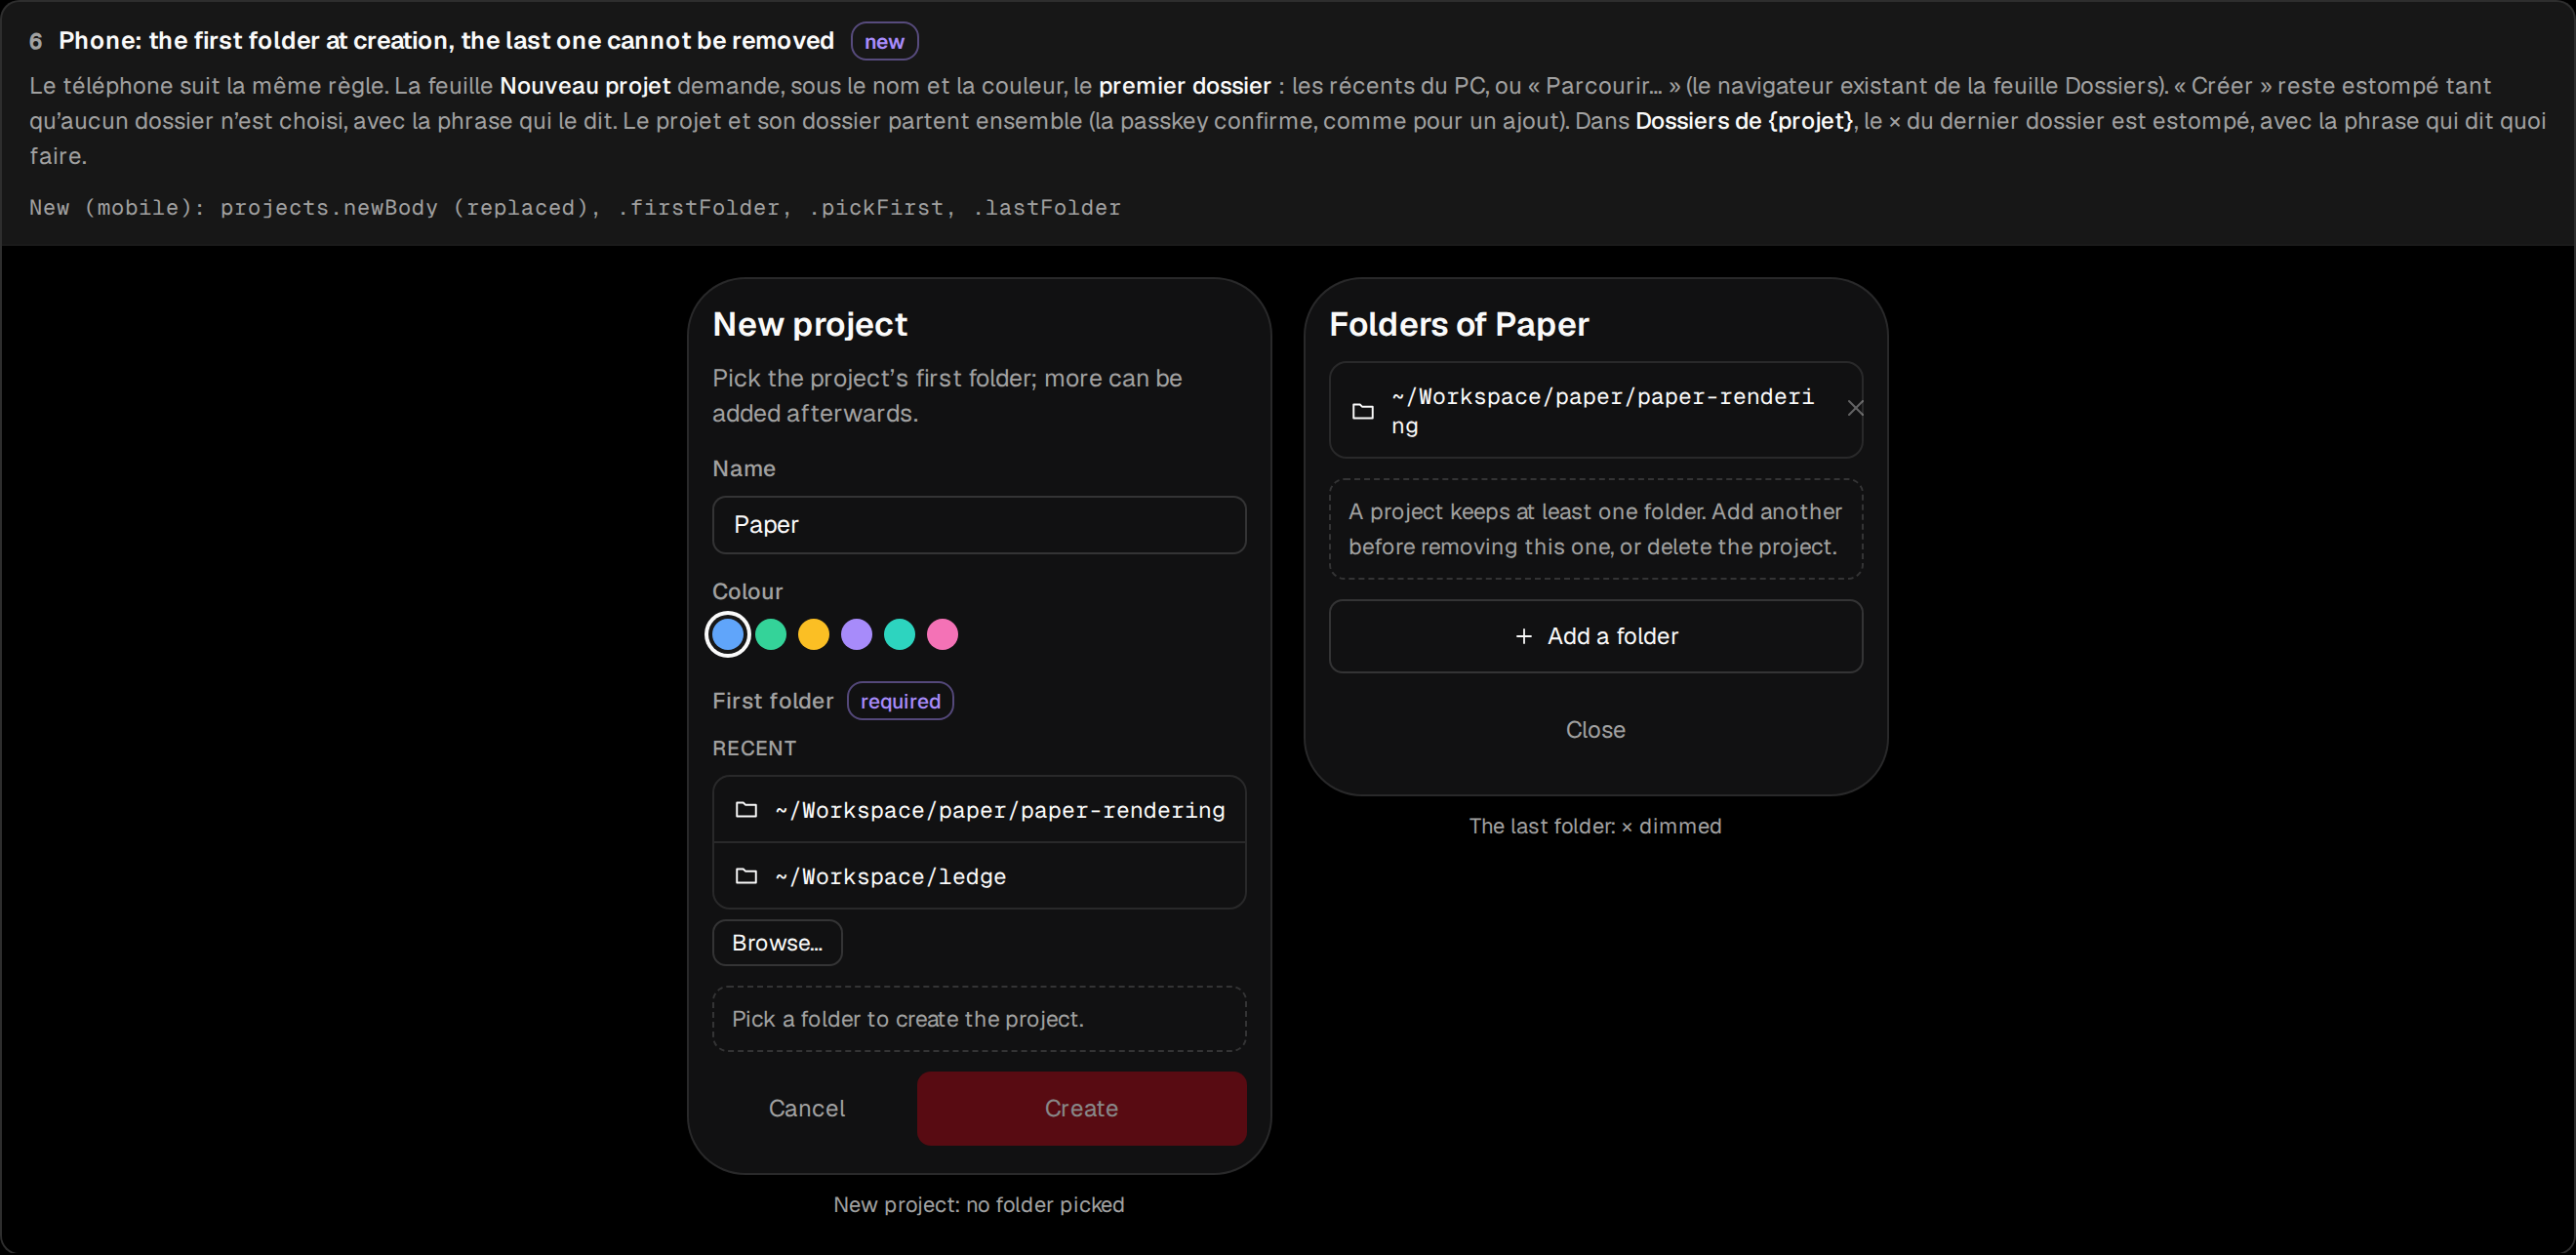 6 Phone: the first folder at creation, the last one cannot be removed new
Le téléphone suit la même règle. La feuille Nouveau projet demande, sous le nom et la couleur, le premier dossier : les récents du PC, ou « Parcourir... » (le navigateur existant de la feuille Dossiers). « Créer » reste estompé tant
qu’aucun dossier n’est choisi, avec la phrase qui le dit. Le projet et son dossier partent ensemble (la passkey confirme, comme pour un ajout). Dans Dossiers de {projet}, le × du dernier dossier est estompé, avec la phrase qui dit quoi
faire.
New (mobile): projects.newBody (replaced), .firstFolder, .pickFirst, .lastFolder
New project
Pick the project’s first folder; more can be
added afterwards.
Name
Paper
Colour
First folder required
RECENT
~/Workspace/paper/paper-rendering
~/Workspace/ledge
Browse...
Pick a folder to create the project.
Cancel Create
New project: no folder picked
Folders of Paper
~/Workspace/paper/paper-renderi
ng
A project keeps at least one folder. Add another
before removing this one, or delete the project.
+ Add a folder
Close
The last folder: × dimmed